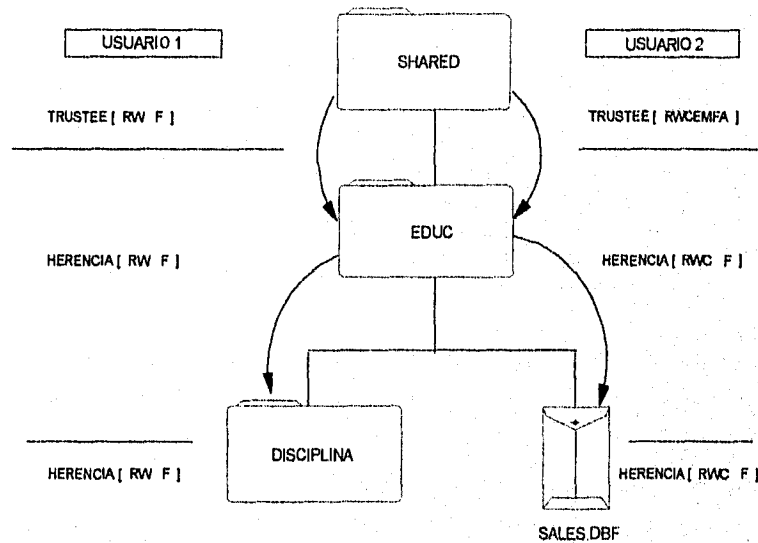 USUARIO 1
SHARED
USUARIO 2
TRUSTEE [ RW F ]
TRUSTEE [ RWCEMFA ]
EDUC
HERENCIA [ RW F ]
HERENCIA [ RWC F ]
DISCIPLINA
HERENCIA [ RW F ]
HERENCIA [ RWC F ]
SALES.DBF